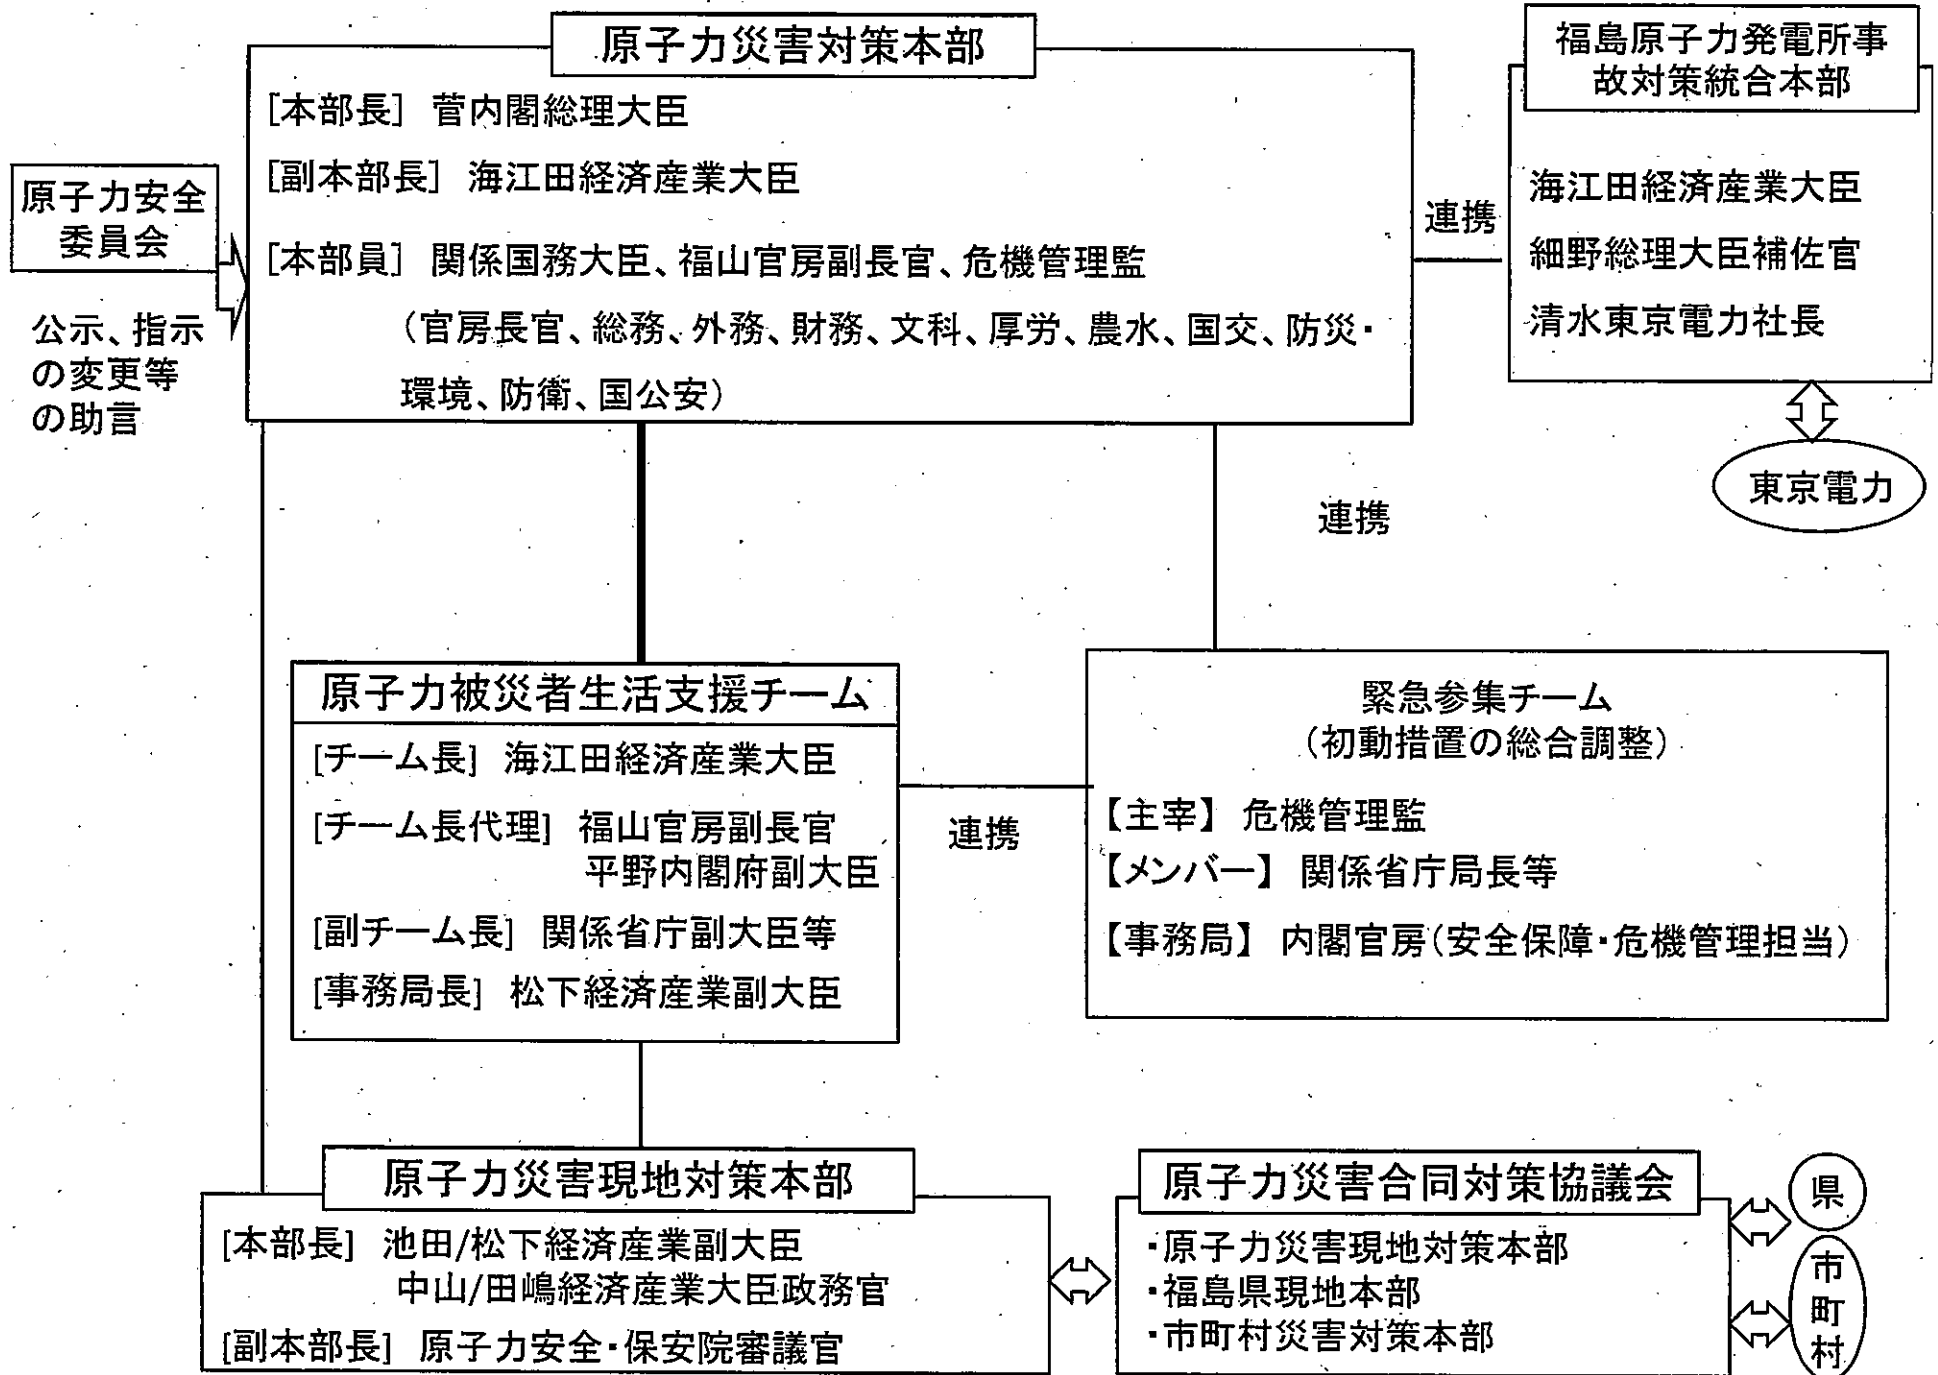 原子力災害対策本部
[本部長] 菅内閣総理大臣
[副本部長] 海江田経済産業大臣
[本部員] 関係国務大臣、福山官房副長官、危機管理監
(官房長官、総務、外務、財務、文科、厚労、農水、国交、防災・
環境、防衛、国公安)
原子力安全
委員会
公示、指示
の変更等
の助言
連携
福島原子力発電所事
故対策統合本部
海江田経済産業大臣
細野総理大臣補佐官
清水東京電力社長
東京電力
連携
原子力被災者生活支援チーム
[チーム長] 海江田経済産業大臣
[チーム長代理] 福山官房副長官
平野内閣府副大臣
[副チーム長] 関係省庁副大臣等
[事務局長] 松下経済産業副大臣
連携
緊急参集チーム
(初動措置の総合調整)
【主宰】 危機管理監
【メンバー】 関係省庁局長等
【事務局】 内閣官房(安全保障・危機管理担当)
原子力災害現地対策本部
[本部長] 池田/松下経済産業副大臣
中山/田嶋経済産業大臣政務官
[副本部長] 原子力安全・保安院審議官
原子力災害合同対策協議会
・原子力災害現地対策本部
・福島県現地本部
・市町村災害対策本部
県
市
町
村